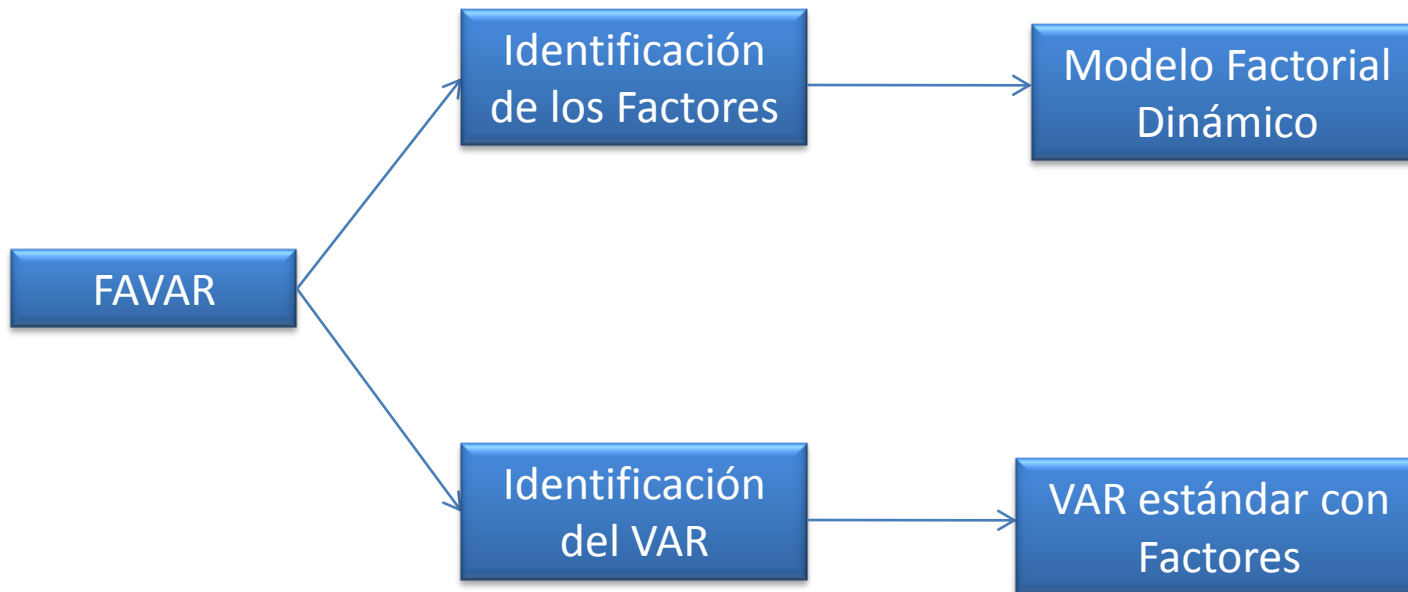 Identificación
de los Factores
Modelo Factorial
Dinámico
FAVAR
Identificación
del VAR
VAR estándar con
Factores